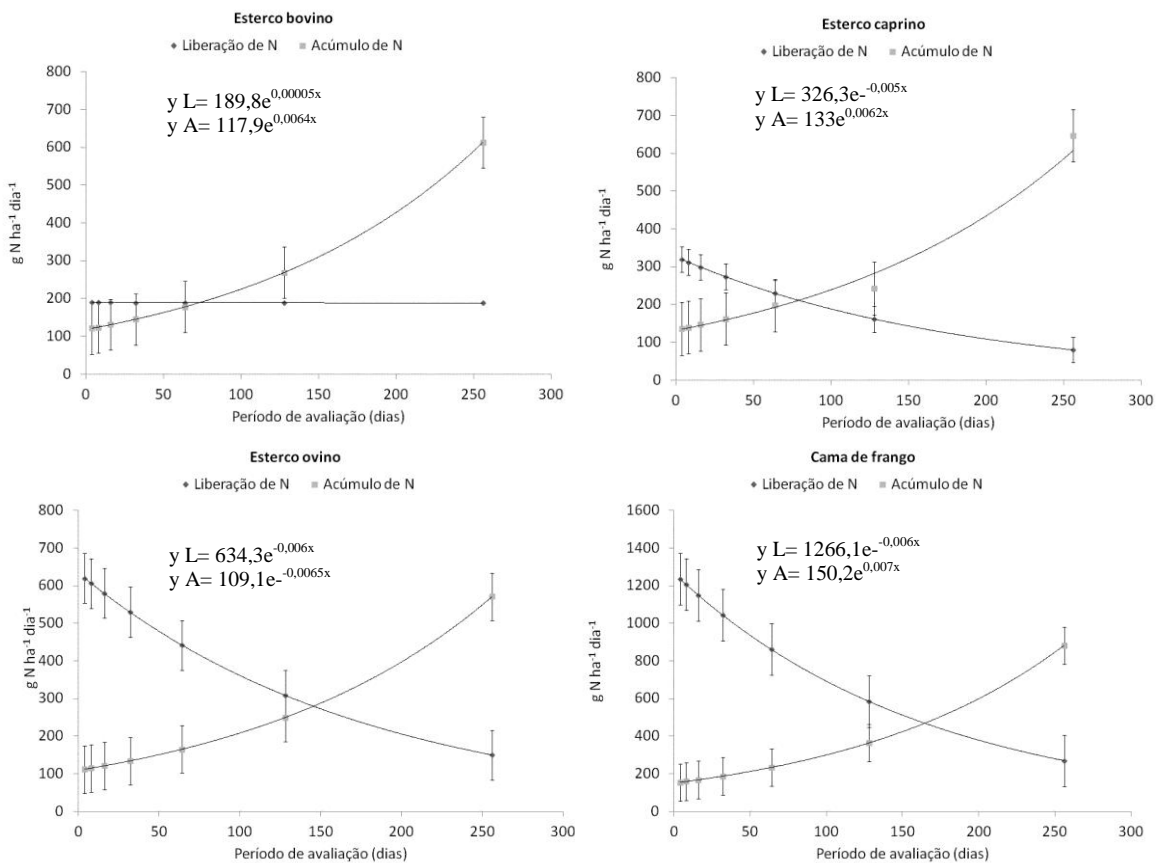 Esterco bovino
Liberação de N Acúmulo de N
800
700
600
500
400
300
200
100
0
g N ha⁻¹ dia⁻¹
y L= 189,8e^0,00005x
y A= 117,9e^0,0064x
0 50 100 150 200 250 300
Período de avaliação (dias)
Esterco caprino
Liberação de N Acúmulo de N
800
700
600
500
400
300
200
100
0
g N ha⁻¹ dia⁻¹
y L= 326,3e-^-0,005x
y A= 133e^0,0062x
0 50 100 150 200 250 300
Período de avaliação (dias)
Esterco ovino
Liberação de N Acúmulo de N
800
700
600
500
400
300
200
100
0
g N ha⁻¹ dia⁻¹
y L= 634,3e^-0,006x
y A= 109,1e-^-0,0065x
0 50 100 150 200 250 300
Período de avaliação (dias)
Cama de frango
Liberação de N Acúmulo de N
1600
1400
1200
1000
800
600
400
200
0
g N ha⁻¹ dia⁻¹
y L= 1266,1e-^-0,006x
y A= 150,2e^0,007x
0 50 100 150 200 250 300
Período de avaliação (dias)